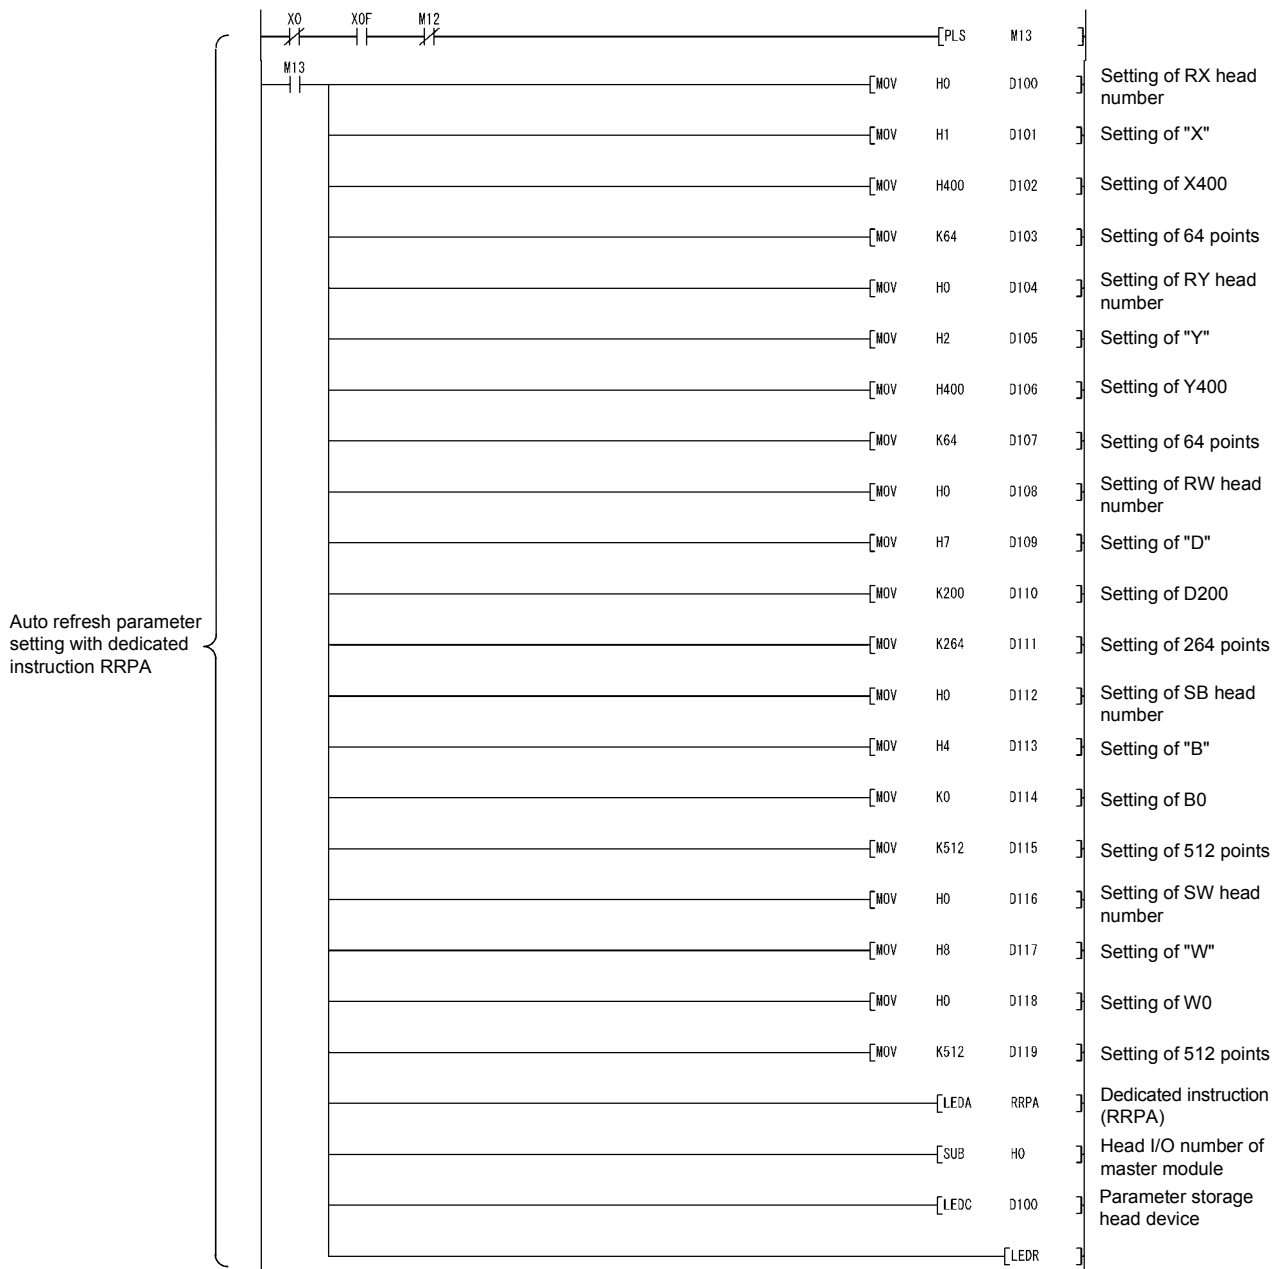 X0 X0F M12
[PLS M13 ]
M13
[MOV H0 D100 ] Setting of RX head
number
[MOV H1 D101 ] Setting of "X"
[MOV H400 D102 ] Setting of X400
[MOV K64 D103 ] Setting of 64 points
[MOV H0 D104 ] Setting of RY head
number
[MOV H2 D105 ] Setting of "Y"
[MOV H400 D106 ] Setting of Y400
[MOV K64 D107 ] Setting of 64 points
[MOV H0 D108 ] Setting of RW head
number
[MOV H7 D109 ] Setting of "D"
[MOV K200 D110 ] Setting of D200
Auto refresh parameter
setting with dedicated
instruction RRPA
[MOV K264 D111 ] Setting of 264 points
[MOV H0 D112 ] Setting of SB head
number
[MOV H4 D113 ] Setting of "B"
[MOV K0 D114 ] Setting of B0
[MOV K512 D115 ] Setting of 512 points
[MOV H0 D116 ] Setting of SW head
number
[MOV H8 D117 ] Setting of "W"
[MOV H0 D118 ] Setting of W0
[MOV K512 D119 ] Setting of 512 points
[LEDA RRPA ] Dedicated instruction
(RRPA)
[SUB H0 ] Head I/O number of
master module
[LEDC D100 ] Parameter storage
head device
[LEDR ]